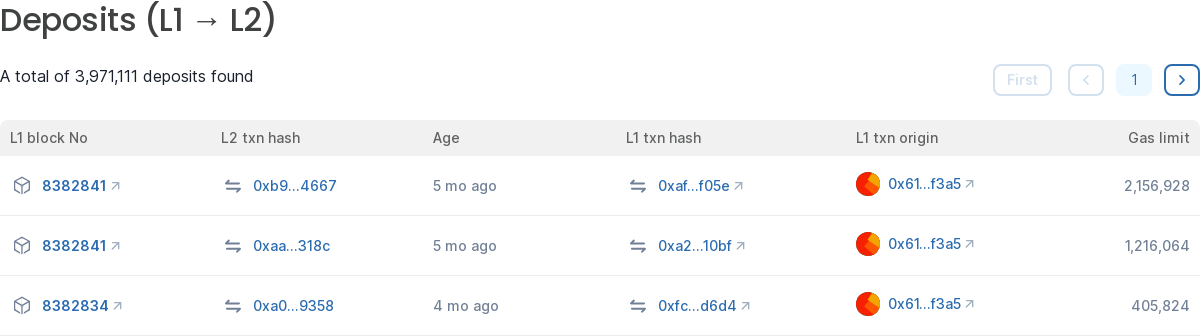 Deposits (L1 → L2)
A total of 3,971,111 deposits found
First 1
L1 block No L2 txn hash Age L1 txn hash L1 txn origin Gas limit
8382841 0xb9...4667 5 mo ago 0xaf...f05e 0x61...f3a5 2,156,928
8382841 0xaa...318c 5 mo ago 0xa2...10bf 0x61...f3a5 1,216,064
8382834 0xa0...9358 4 mo ago 0xfc...d6d4 0x61...f3a5 405,824